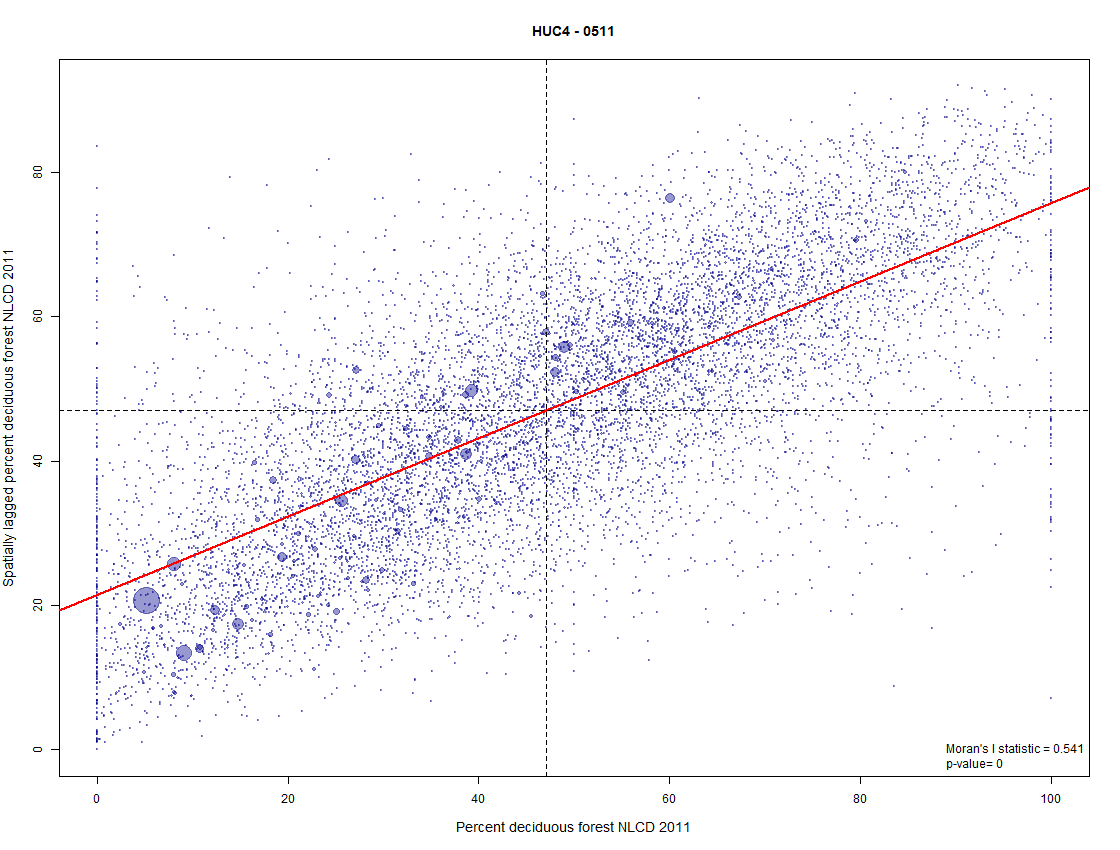 HUC4 - 0511
Spatially lagged percent deciduous forest NLCD 2011
80
60
40
20
0
Moran's I statistic = 0.541
p-value= 0
0 20 40 60 80 100
Percent deciduous forest NLCD 2011